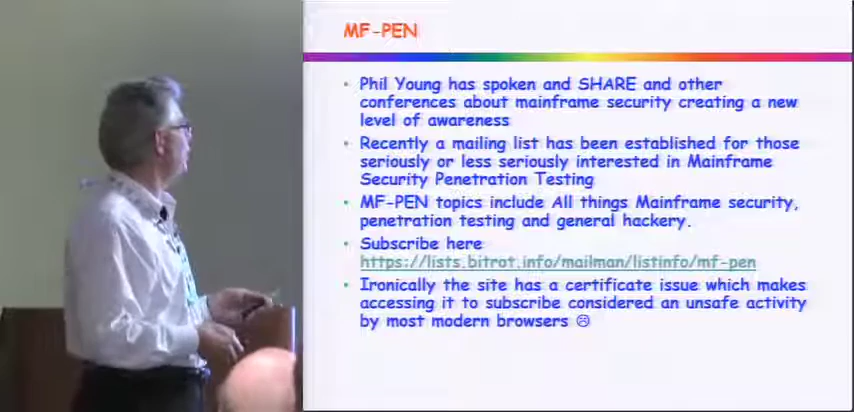 MF-PEN
• Phil Young has spoken and SHARE and other
conferences about mainframe security creating a new
level of awareness
• Recently a mailing list has been established for those
seriously or less seriously interested in Mainframe
Security Penetration Testing
• MF-PEN topics include All things Mainframe security,
penetration testing and general hackery.
• Subscribe here
https://lists.bitrot.info/mailman/listinfo/mf-pen
• Ironically the site has a certificate issue which makes
accessing it to subscribe considered an unsafe activity
by most modern browsers ☹